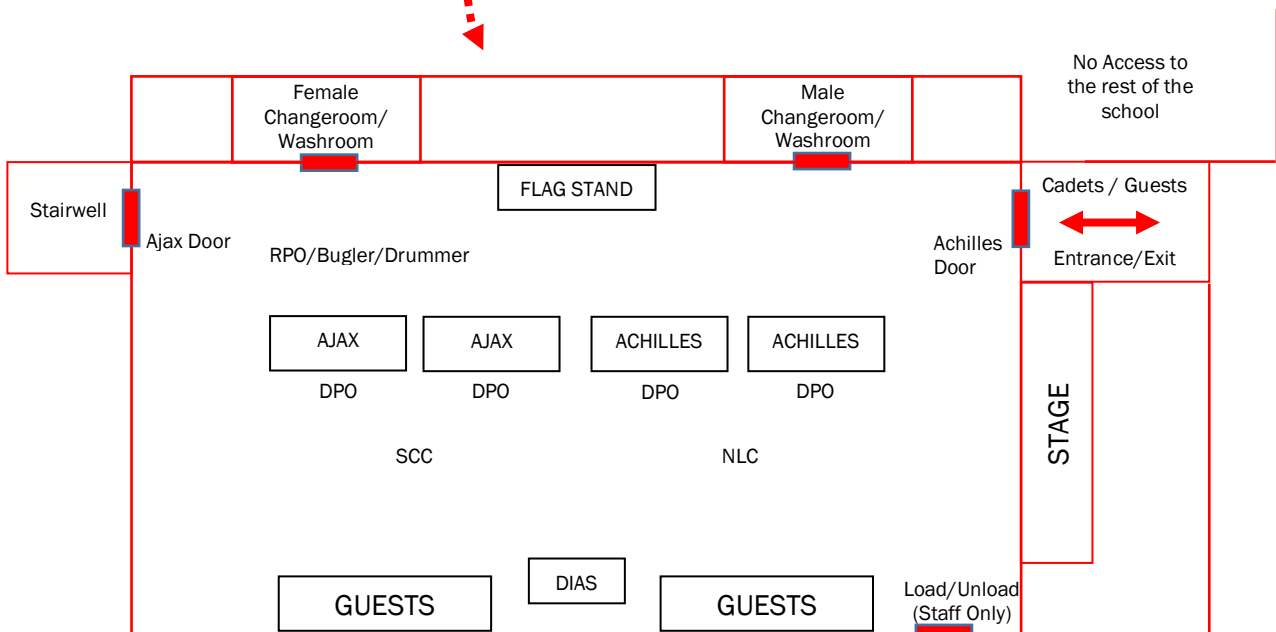 No Access to
the rest of the
school
Female
Changeroom/
Washroom
Male
Changeroom/
Washroom
FLAG STAND
Cadets / Guests
Stairwell
Ajax Door
RPO/Bugler/Drummer
Achilles
Door
Entrance/Exit
AJAX
AJAX
ACHILLES
ACHILLES
DPO
DPO
DPO
DPO
STAGE
SCC
NLC
DIAS
GUESTS
GUESTS
Load/Unload
(Staff Only)